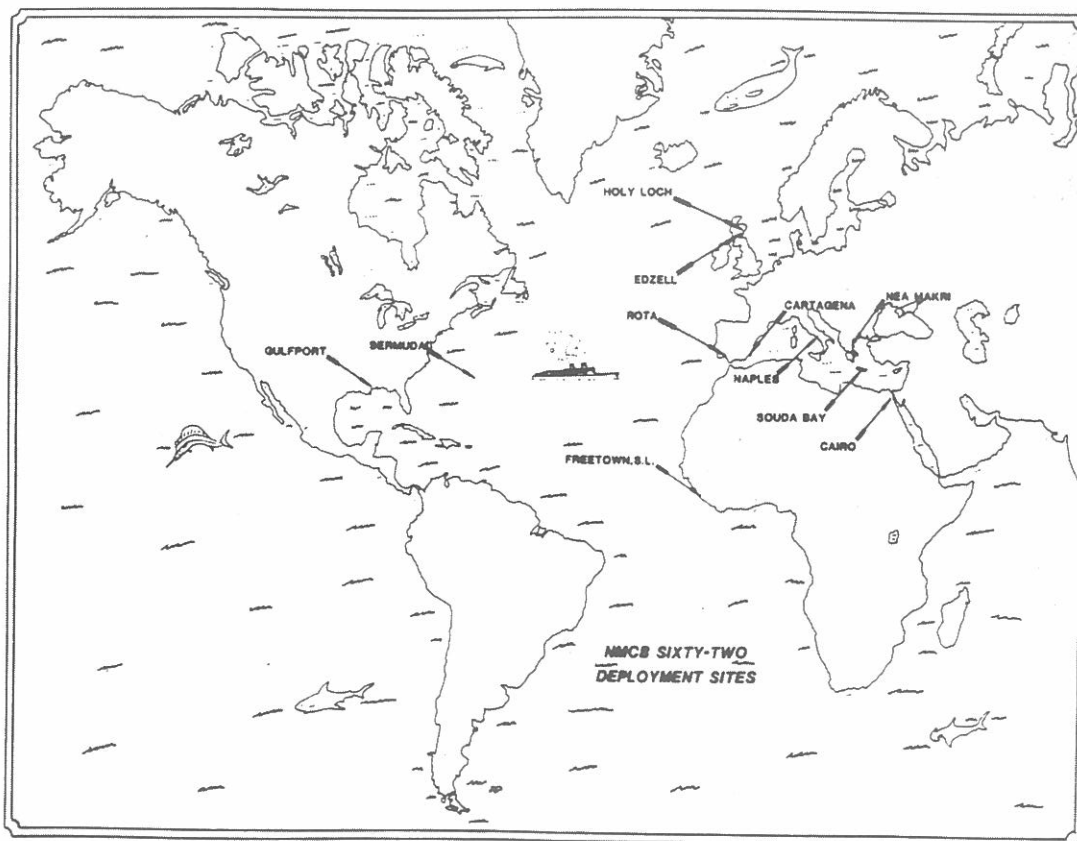 HOLY LOCH
EDZELL
ROTA
CARTAGENA
NEA MAKRI
GULFPORT
BERMUDA
NAPLES
SOUDA BAY
CAIRO
FREETOWN, S.L.
NMCB SIXTY-TWO
DEPLOYMENT SITES